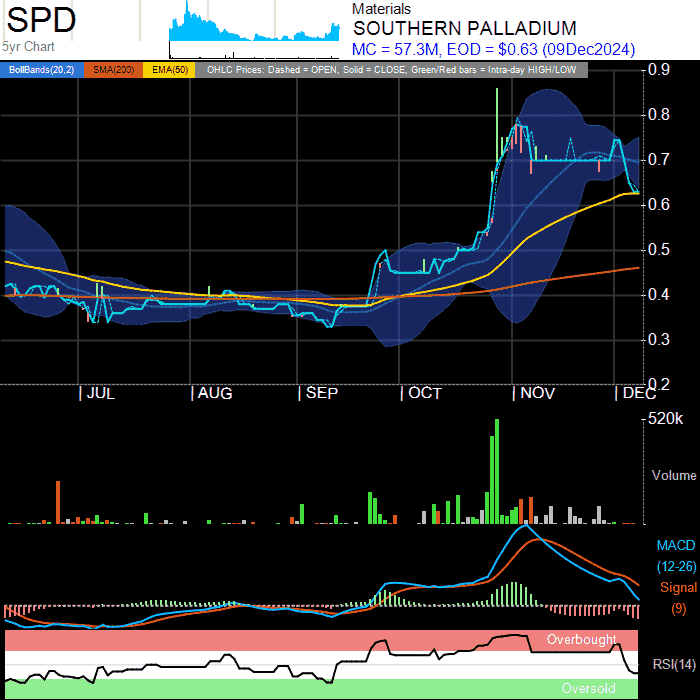 SPD
5yr Chart
Materials
SOUTHERN PALLADIUM
MC = 57.3M, EOD = $0.63 (09Dec2024)
BollBands(20,2) SMA(200) EMA(50) OHLC Prices: Dashed = OPEN, Solid = CLOSE, Green/Red bars = Intra-day HIGH/LOW
0.9
0.8
0.7
0.6
0.5
0.4
0.3
0.2
JUL AUG SEP OCT NOV DEC
520k
Volume
MACD
(12-26)
Signal
(9)
Overbought
RSI(14)
Oversold